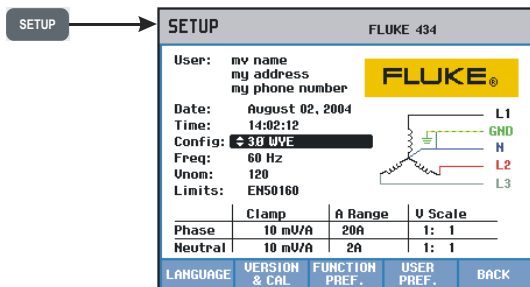 SETUP
SETUP FLUKE 434
User: my name
my address
my phone number
FLUKE®
Date: August 02, 2004
Time: 14:02:12
Config: 3Ø WYE
Freq: 60 Hz
Vnom: 120
Limits: EN50160
L1
GND
N
L2
L3
Clamp A Range V Scale
Phase 10 mV/A 20A 1: 1
Neutral 10 mV/A 2A 1: 1
LANGUAGE VERSION & CAL FUNCTION PREF. USER PREF. BACK